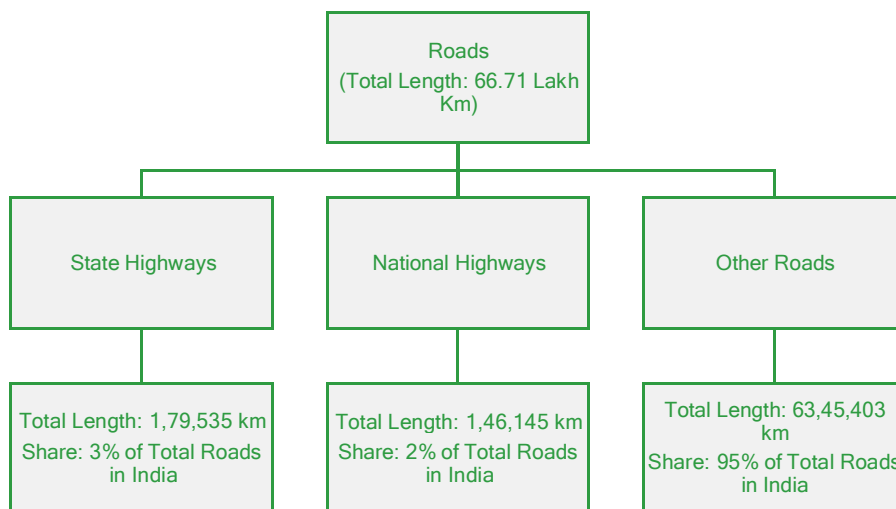 Roads
(Total Length: 66.71 Lakh
Km)
State Highways
National Highways
Other Roads
Total Length: 1,79,535 km
Share: 3% of Total Roads
in India
Total Length: 1,46,145 km
Share: 2% of Total Roads
in India
Total Length: 63,45,403
km
Share: 95% of Total Roads
in India